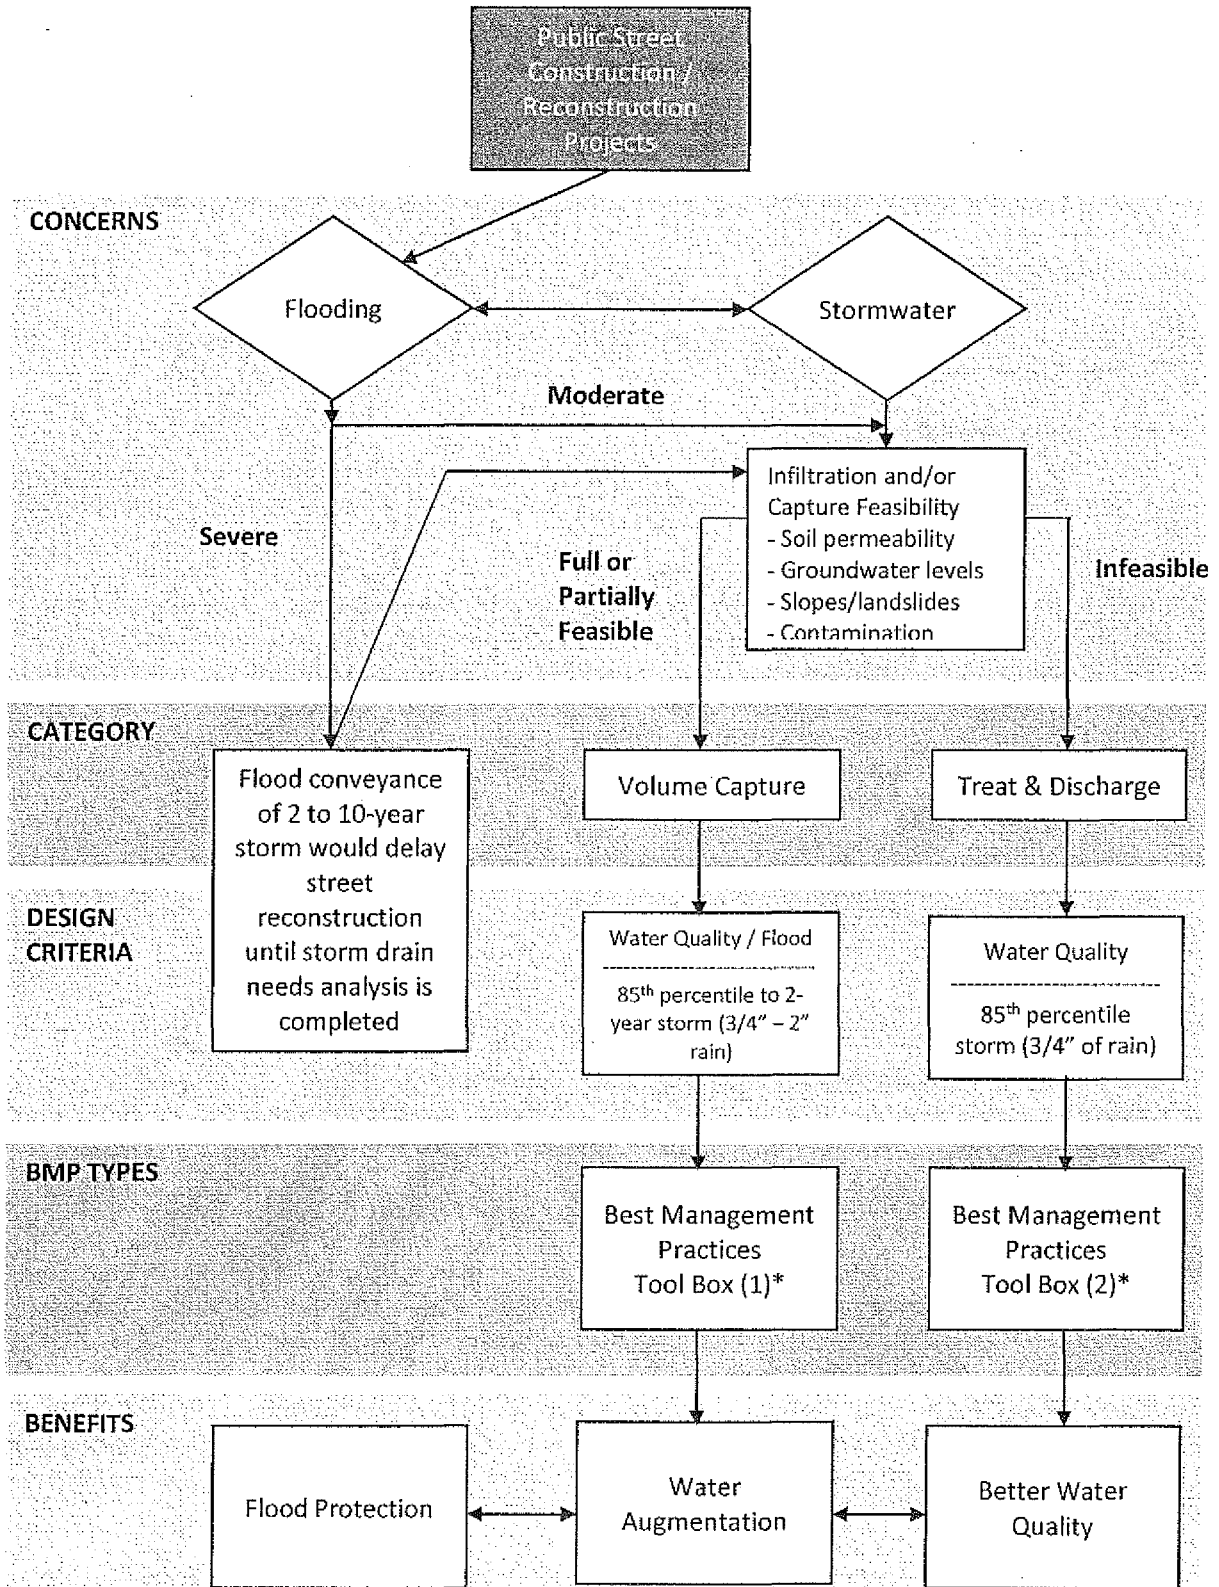 Public Street
Construction /
Reconstruction
Projects
CONCERNS
Flooding
Stormwater
Moderate
Severe
Infiltration and/or
Capture Feasibility
- Soil permeability
- Groundwater levels
- Slopes/landslides
- Contamination
Full or
Partially
Feasible
Infeasible
CATEGORY
Flood conveyance
of 2 to 10-year
storm would delay
street
reconstruction
until storm drain
needs analysis is
completed
Volume Capture
Treat & Discharge
DESIGN
CRITERIA
Water Quality / Flood
85th percentile to 2-
year storm (3/4" – 2"
rain)
Water Quality
85th percentile
storm (3/4" of rain)
BMP TYPES
Best Management
Practices
Tool Box (1)*
Best Management
Practices
Tool Box (2)*
BENEFITS
Flood Protection
Water
Augmentation
Better Water
Quality